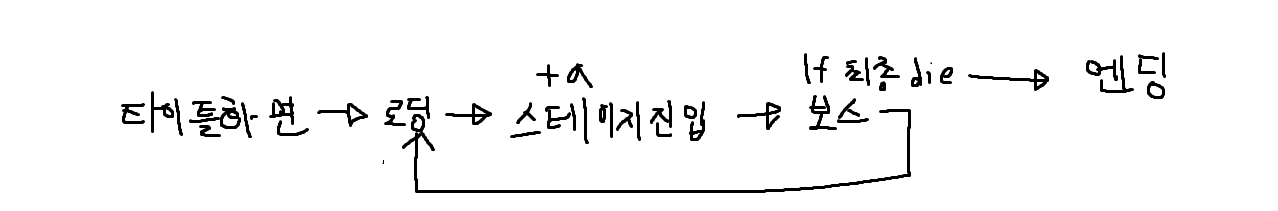 +α
If 최종 die → 엔딩
타이틀화면 → 로딩 → 스테이지진입 → 보스